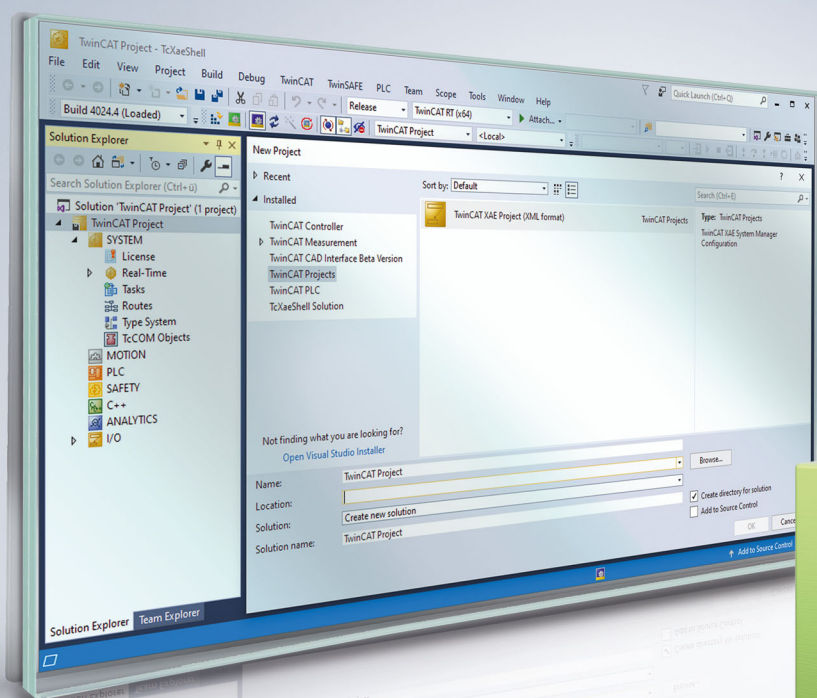 TwinCAT Project - TcXaeShell
Quick Launch (Ctrl+Q)
File Edit View Project Build Debug TwinCAT TwinSAFE PLC Team Scope Tools Window Help
Release TwinCAT RT (x64) Attach...
Build 4024.4 (Loaded) TwinCAT Project <Local>
Solution Explorer
Search Solution Explorer (Ctrl+ü)
Solution 'TwinCAT Project' (1 project)
TwinCAT Project
SYSTEM
License
Real-Time
Tasks
Routes
Type System
TcCOM Objects
MOTION
PLC
SAFETY
C++
ANALYTICS
I/O
Solution Explorer Team Explorer
New Project
? X
Recent
Installed
TwinCAT Controller
TwinCAT Measurement
TwinCAT CAD Interface Beta Version
TwinCAT Projects
TwinCAT PLC
TcXaeShell Solution
Not finding what you are looking for?
Open Visual Studio Installer
Sort by: Default
Search (Ctrl+E)
TwinCAT XAE Project (XML format) TwinCAT Projects
Type: TwinCAT Projects
TwinCAT XAE System Manager
Configuration
Name: TwinCAT Project
Location:
Browse...
Solution: Create new solution
Solution name: TwinCAT Project
Create directory for solution
Add to Source Control
OK Cance
Add to Source Control